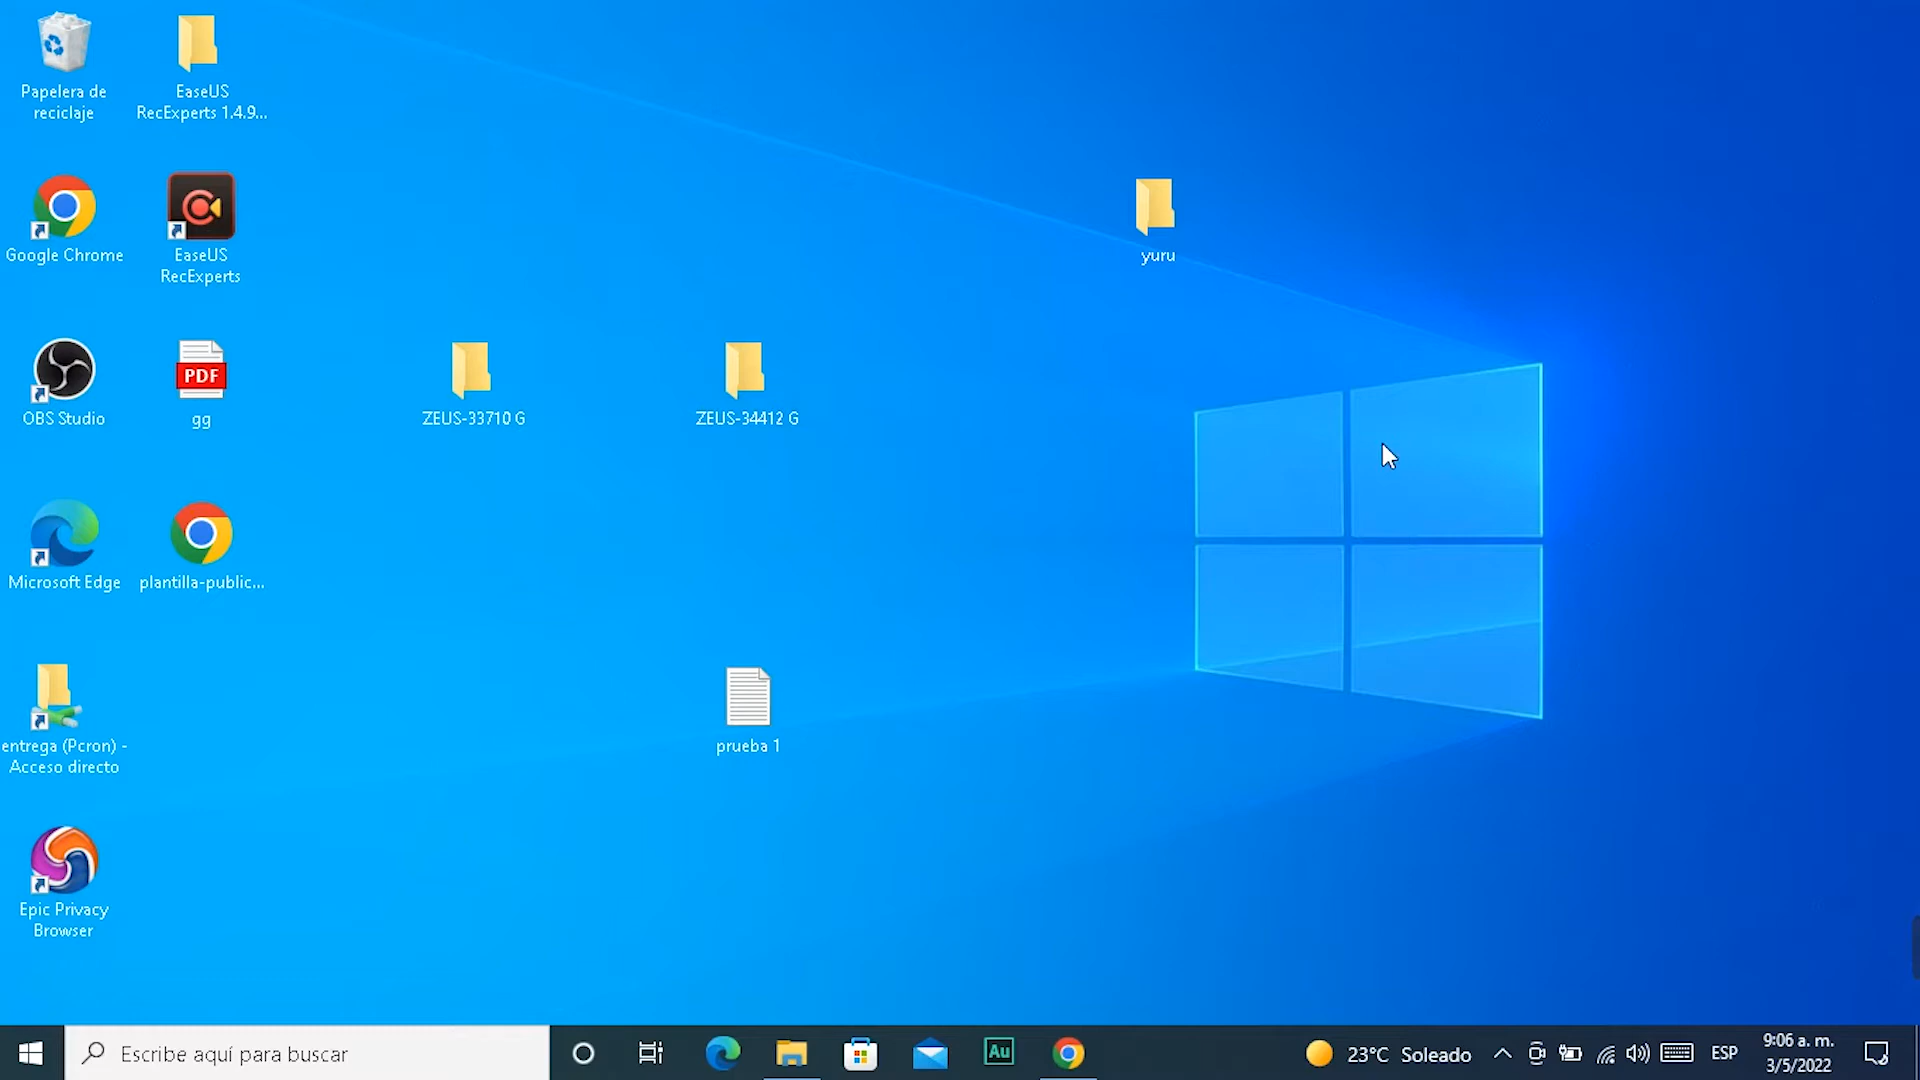 Papelera de
reciclaje
EaseUS
RecExperts 1.4.9...
Google Chrome
EaseUS
RecExperts
yuru
OBS Studio
PDF
gg
ZEUS-33710 G
ZEUS-34412 G
Microsoft Edge
plantilla-public...
entrega (Pcron) -
Acceso directo
prueba 1
Epic Privacy
Browser
Escribe aquí para buscar
Au
23°C Soleado
ESP
9:06 a. m.
3/5/2022